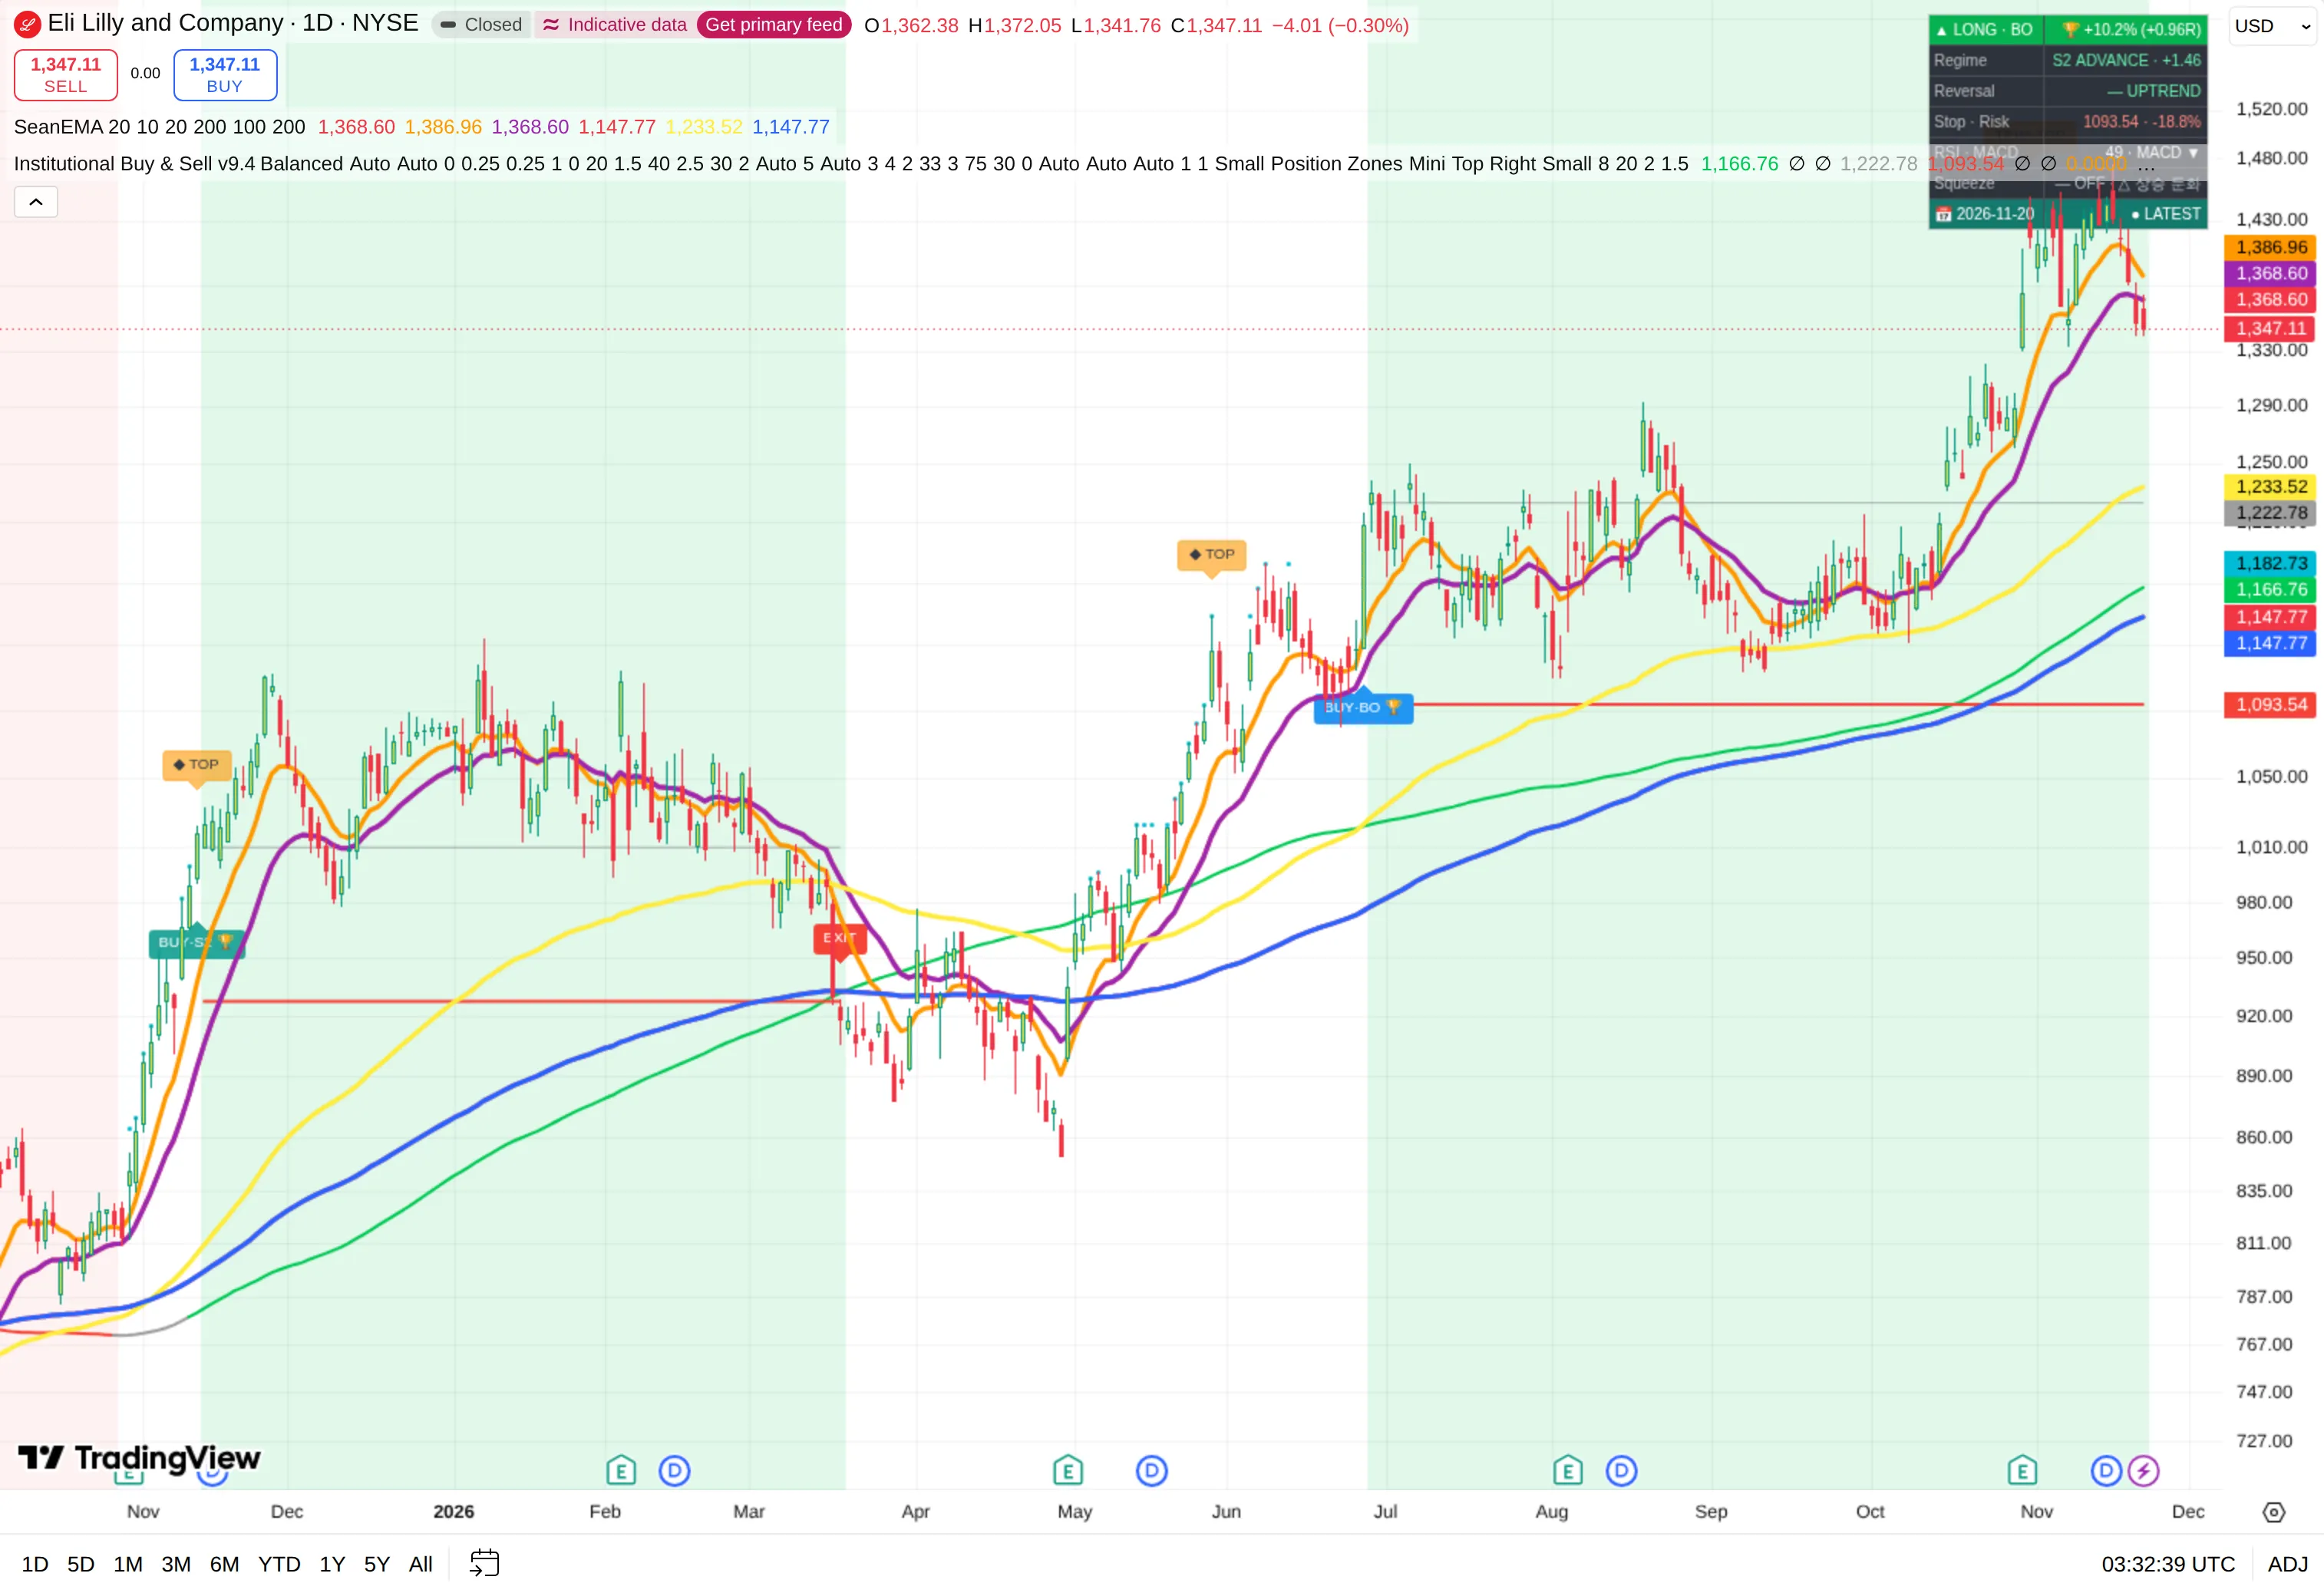 Eli Lilly and Company · 1D · NYSE Closed Indicative data Get primary feed O1,362.38 H1,372.05 L1,341.76 C1,347.11 −4.01 (−0.30%)
1,347.11 SELL
0.00
1,347.11 BUY
SeanEMA 20 10 20 200 100 200 1,368.60 1,386.96 1,368.60 1,147.77 1,233.52 1,147.77
Institutional Buy & Sell v9.4 Balanced Auto Auto 0 0.25 0.25 1 0 20 1.5 40 2.5 30 2 Auto 5 Auto 3 4 2 33 3 75 30 0 Auto Auto Auto 1 1 Small Position Zones Mini Top Right Small 8 20 2 1.5 1,166.76 ∅ ∅ 1,222.78 1,093.54 ∅ ∅ 0.0000 ...
▲ LONG · BO 🏆 +10.2% (+0.96R)
Regime S2 ADVANCE · +1.46
Reversal — UPTREND
Stop · Risk 1093.54 · -18.8%
RSI · MACD 49 · MACD ▼
Squeeze — OFF · △ 상승 둔화
📅 2026-11-20 ● LATEST
USD
1,520.00
1,480.00
1,430.00
1,386.96
1,368.60
1,368.60
1,347.11
1,330.00
1,290.00
1,250.00
1,233.52
1,222.78
1,182.73
1,166.76
1,147.77
1,147.77
1,093.54
1,050.00
1,010.00
980.00
950.00
920.00
890.00
860.00
835.00
811.00
787.00
767.00
747.00
727.00
◆ TOP
◆ TOP
BUY-BO 🏆
BUY-S2 🏆
EXIT
TradingView
E D E D E D E D E D
Nov Dec 2026 Feb Mar Apr May Jun Jul Aug Sep Oct Nov Dec
1D 5D 1M 3M 6M YTD 1Y 5Y All
03:32:39 UTC ADJ